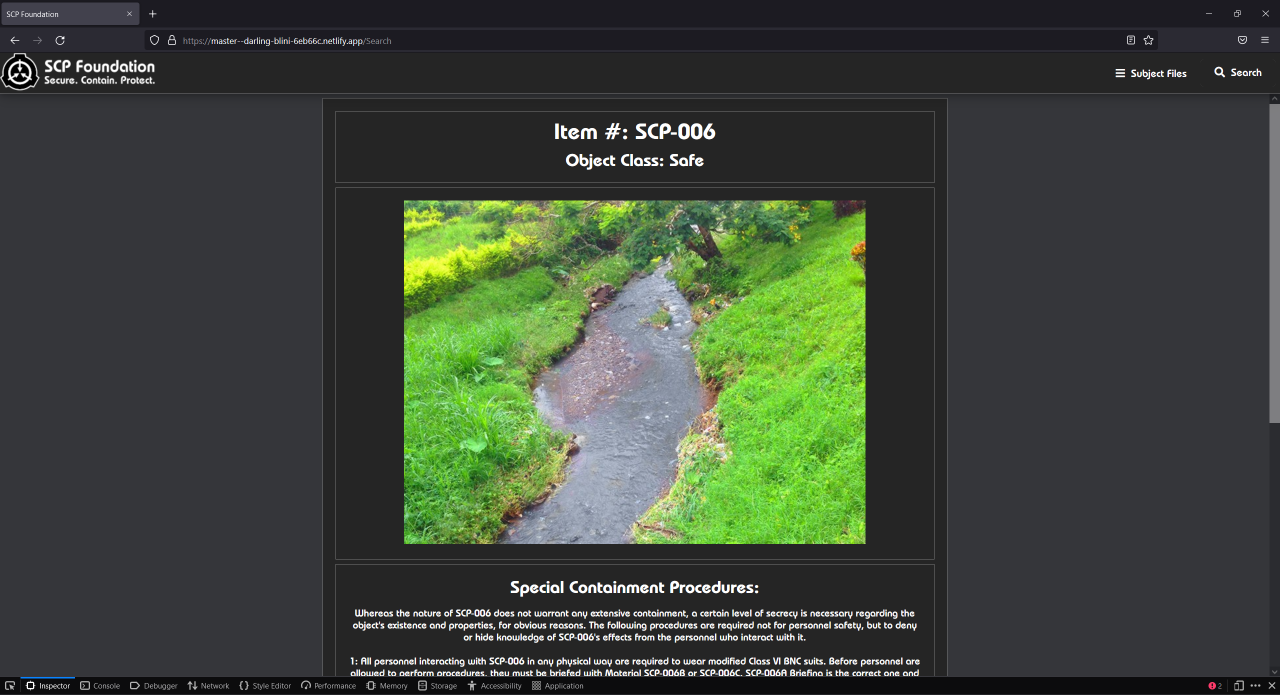 SCP Foundation
https://master--darling-blini-6eb66c.netlify.app/Search
SCP Foundation
Secure. Contain. Protect.
Subject Files
Search
Item #: SCP-006
Object Class: Safe
Special Containment Procedures:
Whereas the nature of SCP-006 does not warrant any extensive containment, a certain level of secrecy is necessary regarding the
object's existence and properties, for obvious reasons. The following procedures are required not for personnel safety, but to deny
or hide knowledge of SCP-006's effects from the personnel who interact with it.
1: All personnel interacting with SCP-006 in any physical way are required to wear modified Class VI BNC suits. Before personnel are
allowed to perform procedures, they must be briefed with Material SCP-006B or SCP-006C. SCP-006A Briefing is the correct one and
Inspector
Console
Debugger
Network
Style Editor
Performance
Memory
Storage
Accessibility
Application
2